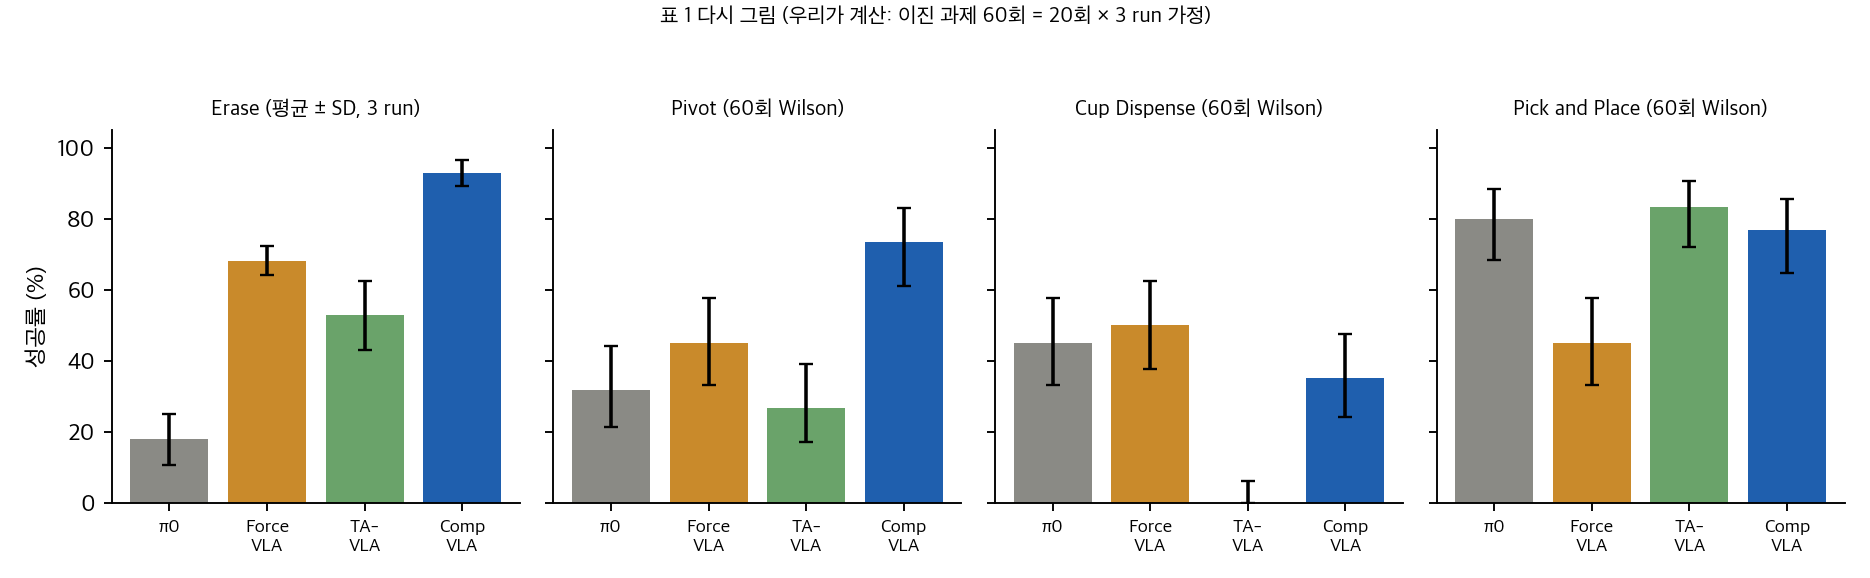 표 1 다시 그림 (우리가 계산: 이진 과제 60회 = 20회 × 3 run 가정)
Erase (평균 ± SD, 3 run)
Pivot (60회 Wilson)
Cup Dispense (60회 Wilson)
Pick and Place (60회 Wilson)
성공률 (%)
100
80
60
40
20
0
π0
Force
VLA
TA–
VLA
Comp
VLA
π0
Force
VLA
TA–
VLA
Comp
VLA
π0
Force
VLA
TA–
VLA
Comp
VLA
π0
Force
VLA
TA–
VLA
Comp
VLA